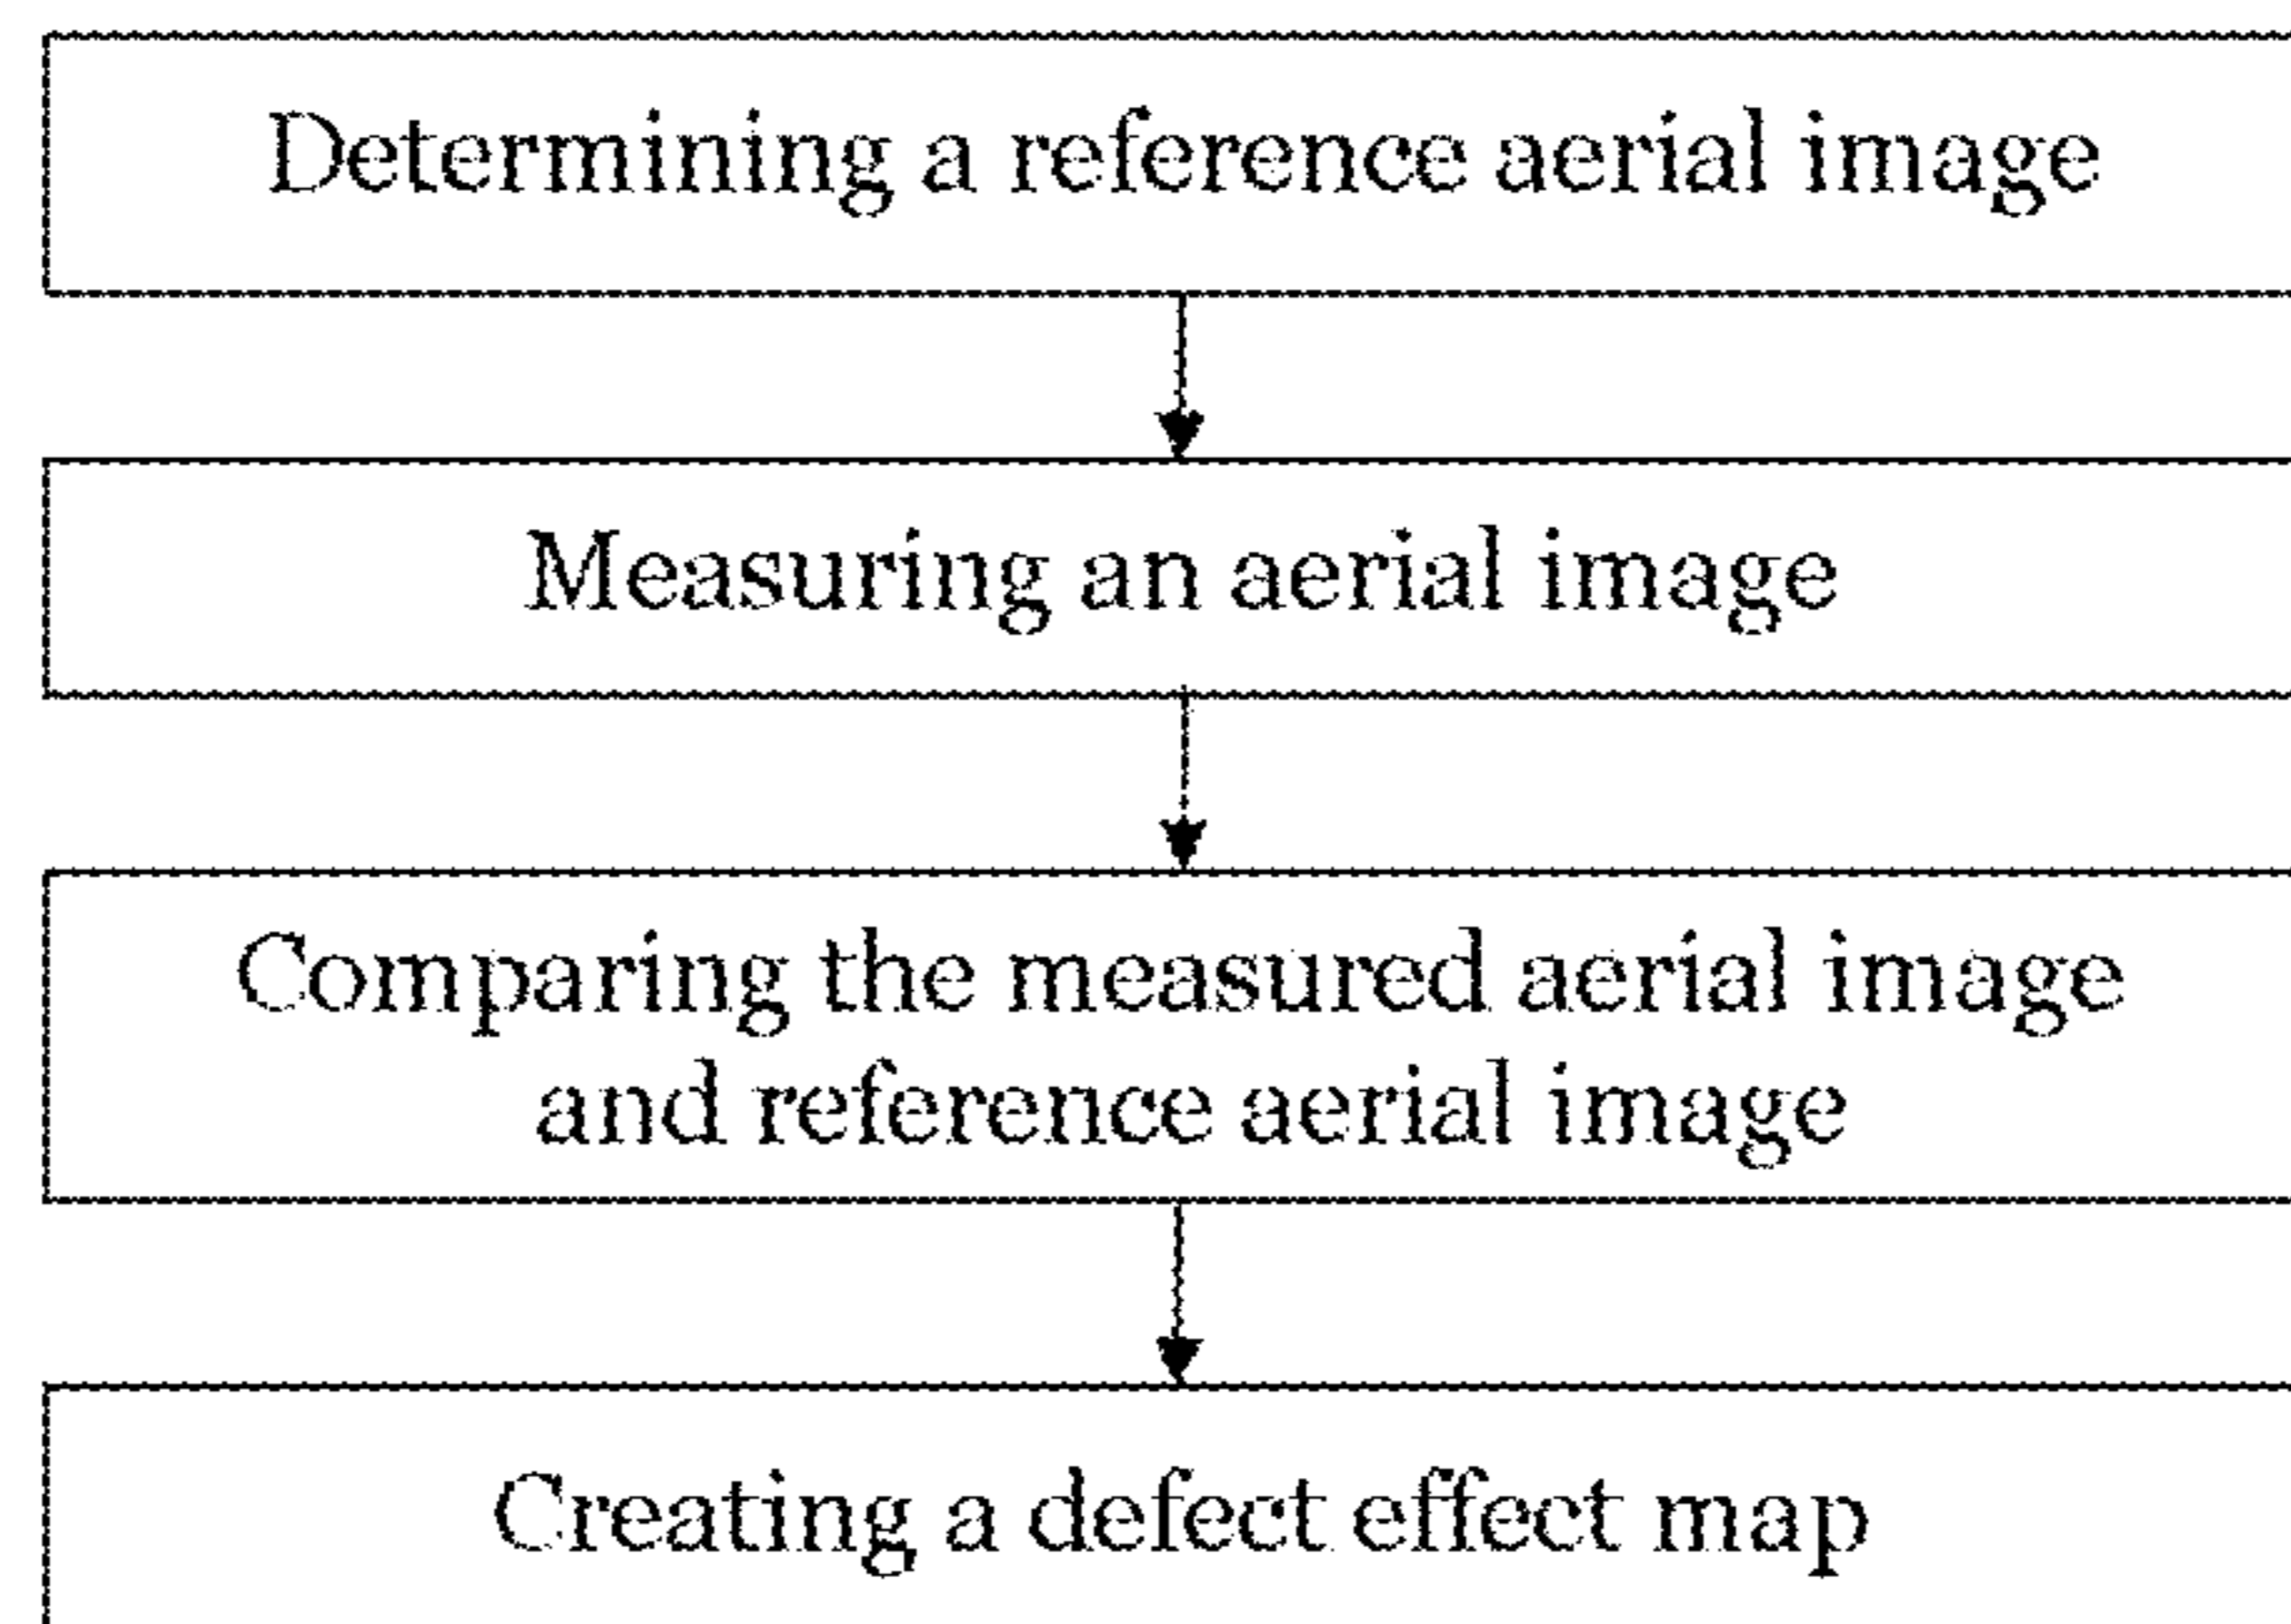 Determining a reference aerial image
Measuring an aerial image
Comparing the measured aerial image
and reference aerial image
Creating a defect effect map